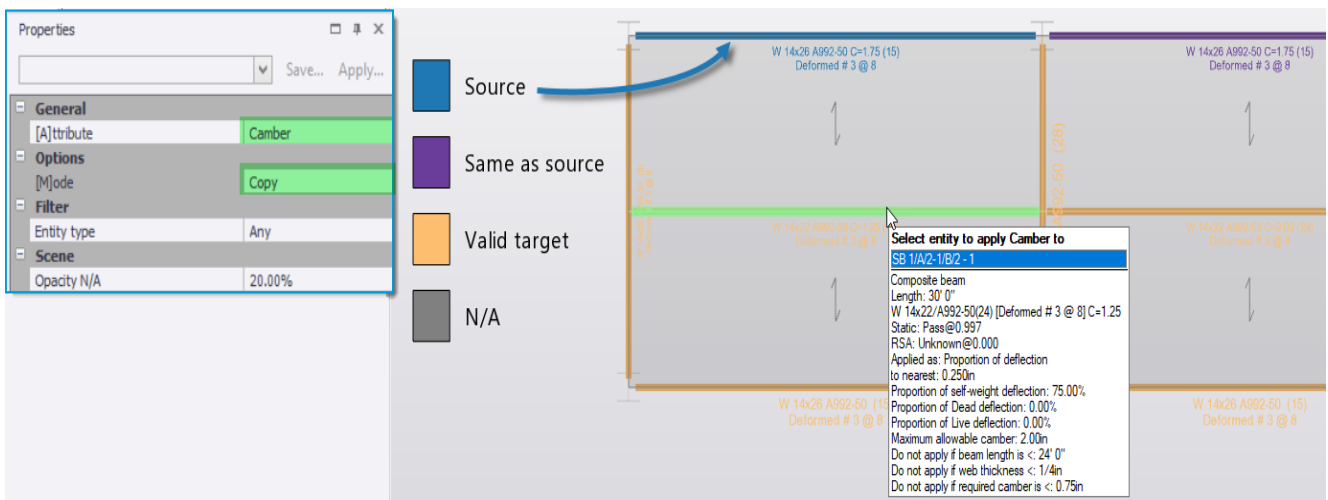 Properties
Save... Apply...
General
[A]ttribute Camber
Options
[M]ode Copy
Filter
Entity type Any
Scene
Opacity N/A 20.00%
Source
Same as source
Valid target
N/A
W 14x26 A992-50 C=1.75 (15)
Deformed # 3 @ 8
W 14x26 A992-50 C=1.75 (15)
Deformed # 3 @ 8
A992-50 (28)
Select entity to apply Camber to
SB 1/A/2-1/B/2 - 1
Composite beam
Length: 30' 0"
W 14x22/A992-50(24) [Deformed # 3 @ 8] C=1.25
Static: Pass@0.997
RSA: Unknown@0.000
Applied as: Proportion of deflection
to nearest: 0.250in
Proportion of self-weight deflection: 75.00%
Proportion of Dead deflection: 0.00%
Proportion of Live deflection: 0.00%
Maximum allowable camber: 2.00in
Do not apply if beam length is <: 24' 0"
Do not apply if web thickness <: 1/4in
Do not apply if required camber is <: 0.75in
W 14x26 A992-50 (15
Deformed # 3 @ 8
W 14x26 A992-50 (15)
Deformed # 3 @ 8